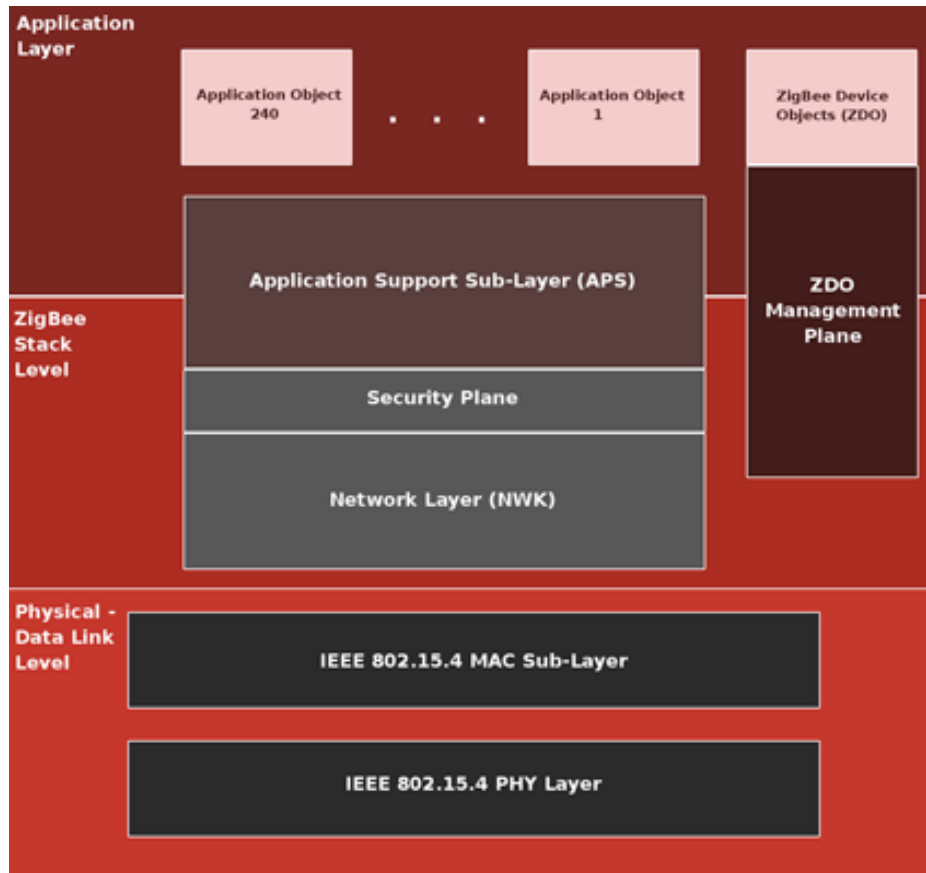 Application
Layer
Application Object
240
. . .
Application Object
1
ZigBee Device
Objects (ZDO)
Application Support Sub-Layer (APS)
ZDO
Management
Plane
ZigBee
Stack
Level
Security Plane
Network Layer (NWK)
Physical -
Data Link
Level
IEEE 802.15.4 MAC Sub-Layer
IEEE 802.15.4 PHY Layer